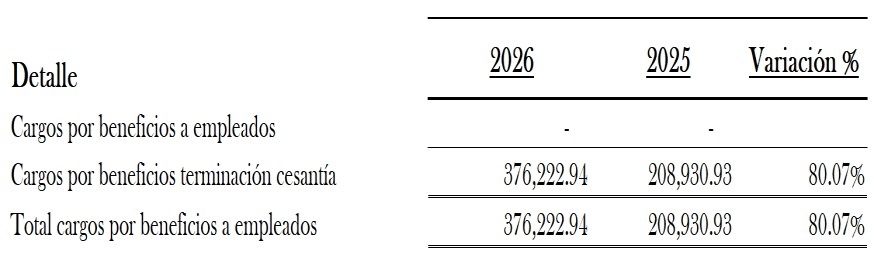 Detalle 2026 2025 Variación %
Cargos por beneficios a empleados - -
Cargos por beneficios terminación cesantía 376,222.94 208,930.93 80.07%
Total cargos por beneficios a empleados 376,222.94 208,930.93 80.07%